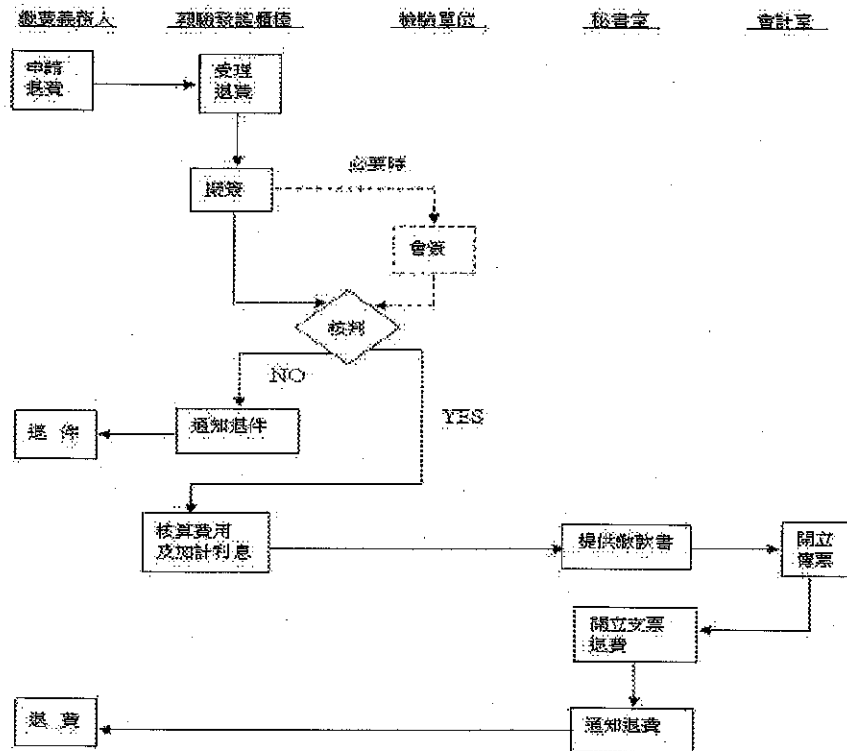 繳費義務人 報驗發證櫃檯 檢驗單位 秘書室 會計室
申請
退費
受理
退費
必要時
擬簽
會簽
核判
NO
YES
退 件
通知退件
核算費用
及加計利息
提供繳款書
開立
傳票
開立支票
退費
退 費
通知退費